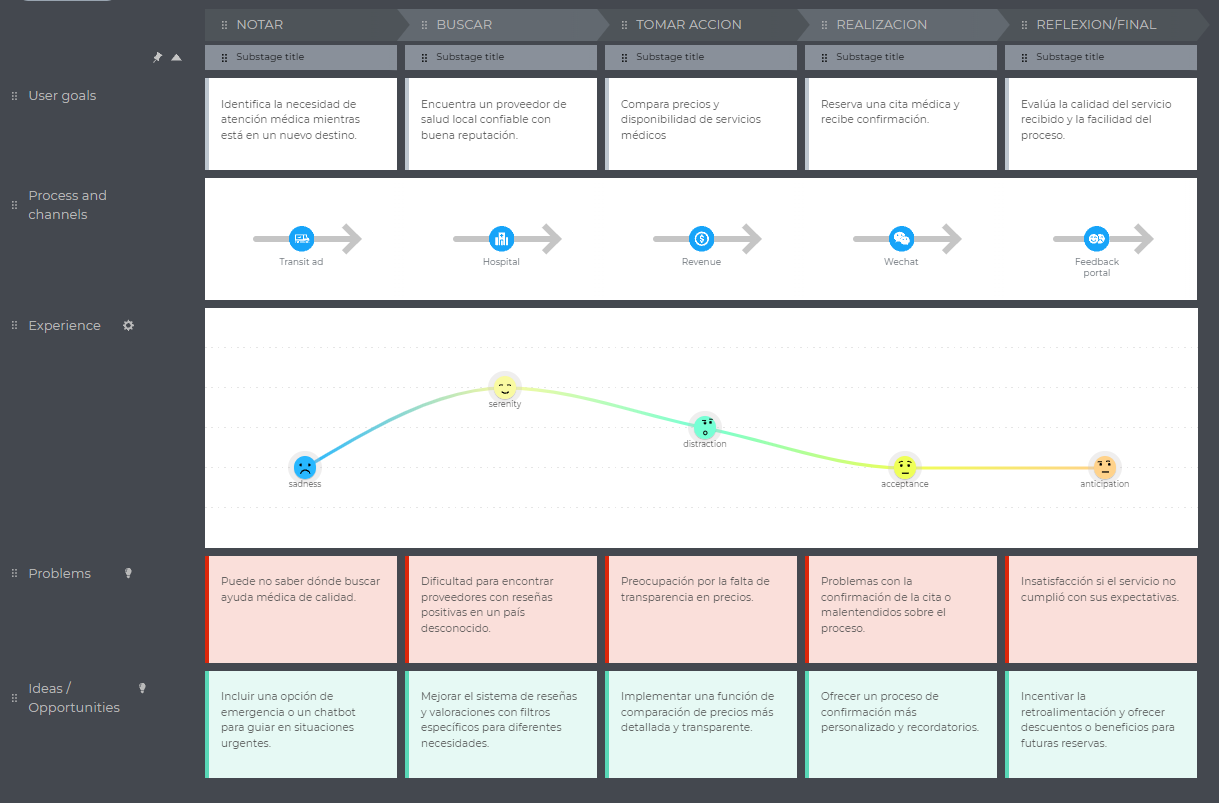 NOTAR
BUSCAR
TOMAR ACCION
REALIZACION
REFLEXION/FINAL
Substage title
Substage title
Substage title
Substage title
Substage title
User goals
Identifica la necesidad de
atención médica mientras
está en un nuevo destino.
Encuentra un proveedor de
salud local confiable con
buena reputación.
Compara precios y
disponibilidad de servicios
médicos
Reserva una cita médica y
recibe confirmación.
Evalúa la calidad del servicio
recibido y la facilidad del
proceso.
Process and
channels
Transit ad
Hospital
Revenue
Wechat
Feedback
portal
Experience
sadness
serenity
distraction
acceptance
anticipation
Problems
Puede no saber dónde buscar
ayuda médica de calidad.
Dificultad para encontrar
proveedores con reseñas
positivas en un país
desconocido.
Preocupación por la falta de
transparencia en precios.
Problemas con la
confirmación de la cita o
malentendidos sobre el
proceso.
Insatisfacción si el servicio no
cumplió con sus expectativas.
Ideas /
Opportunities
Incluir una opción de
emergencia o un chatbot
para guiar en situaciones
urgentes.
Mejorar el sistema de reseñas
y valoraciones con filtros
específicos para diferentes
necesidades.
Implementar una función de
comparación de precios más
detallada y transparente.
Ofrecer un proceso de
confirmación más
personalizado y recordatorios.
Incentivar la
retroalimentación y ofrecer
descuentos o beneficios para
futuras reservas.